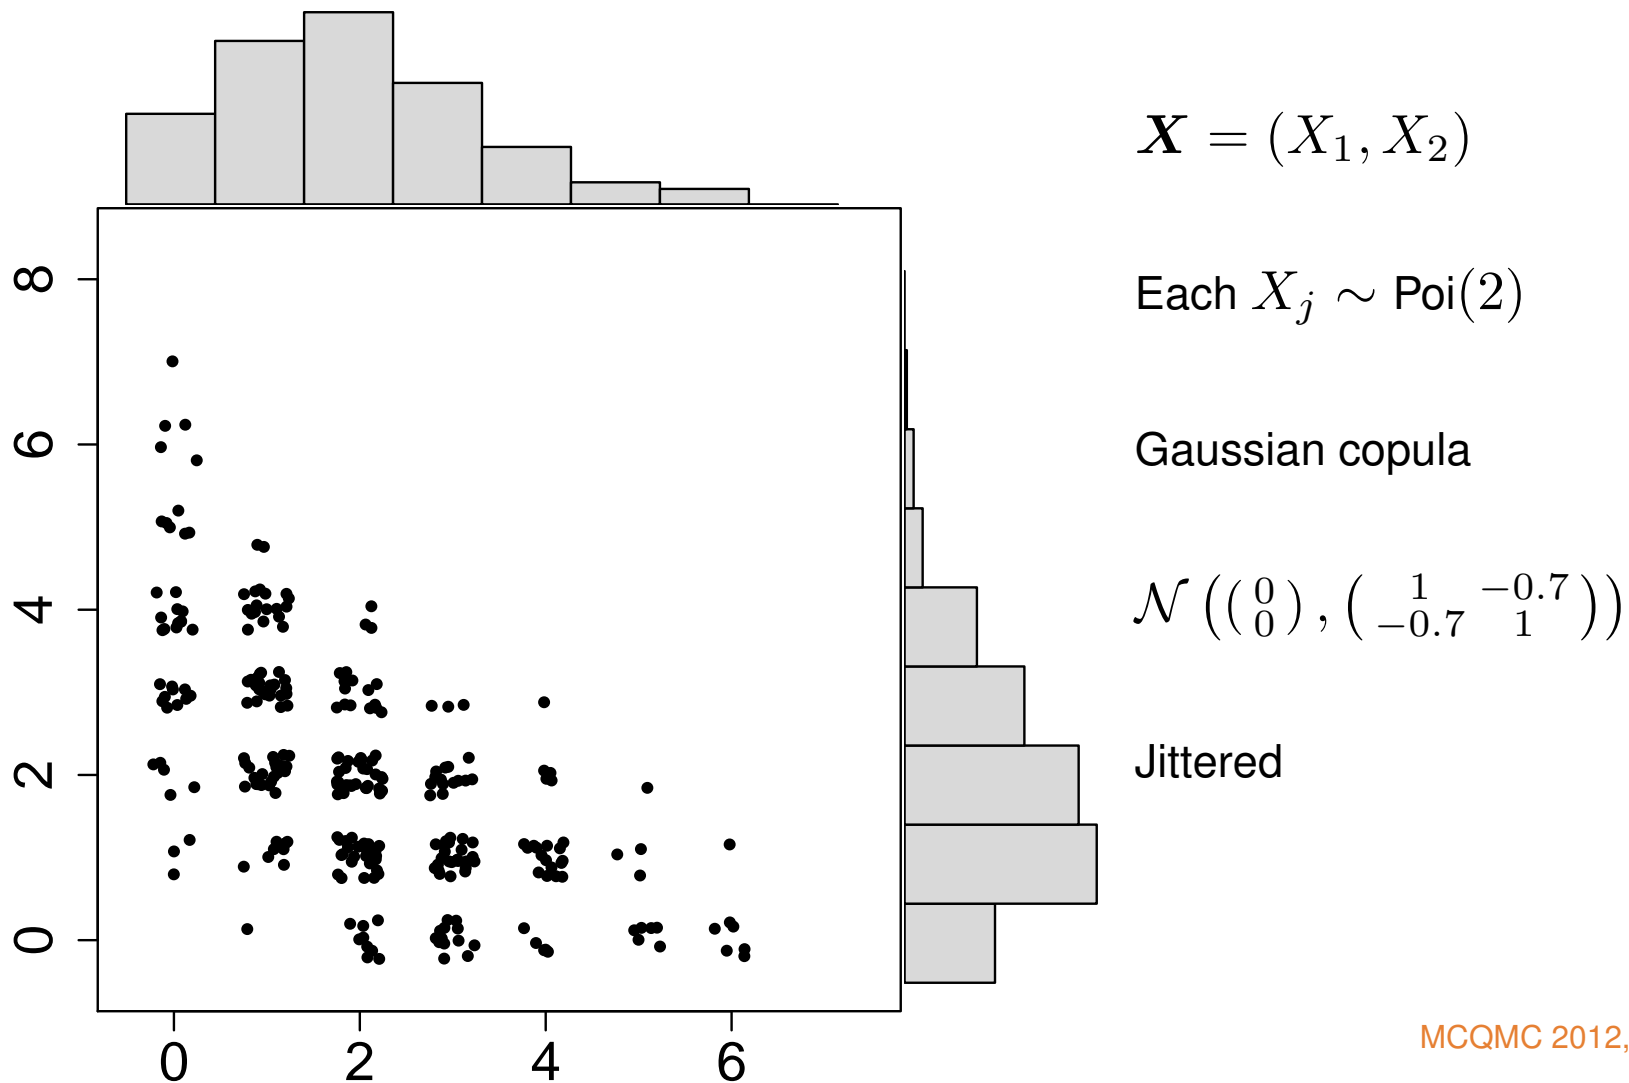 𝑿 = (X₁, X₂)
Each Xⱼ ∼ Poi(2)
Gaussian copula
𝒩 ((0 0), (1 −0.7 −0.7 1))
Jittered
8
6
4
2
0
0 2 4 6
MCQMC 2012,